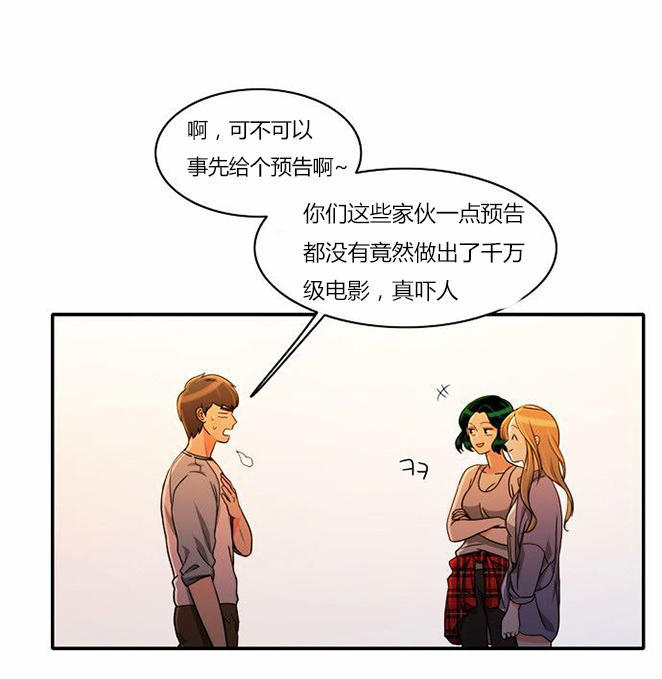 啊，可不可以
事先给个预告啊~
你们这些家伙一点预告
都没有竟然做出了千万
级电影，真吓人
ㅋㅋ